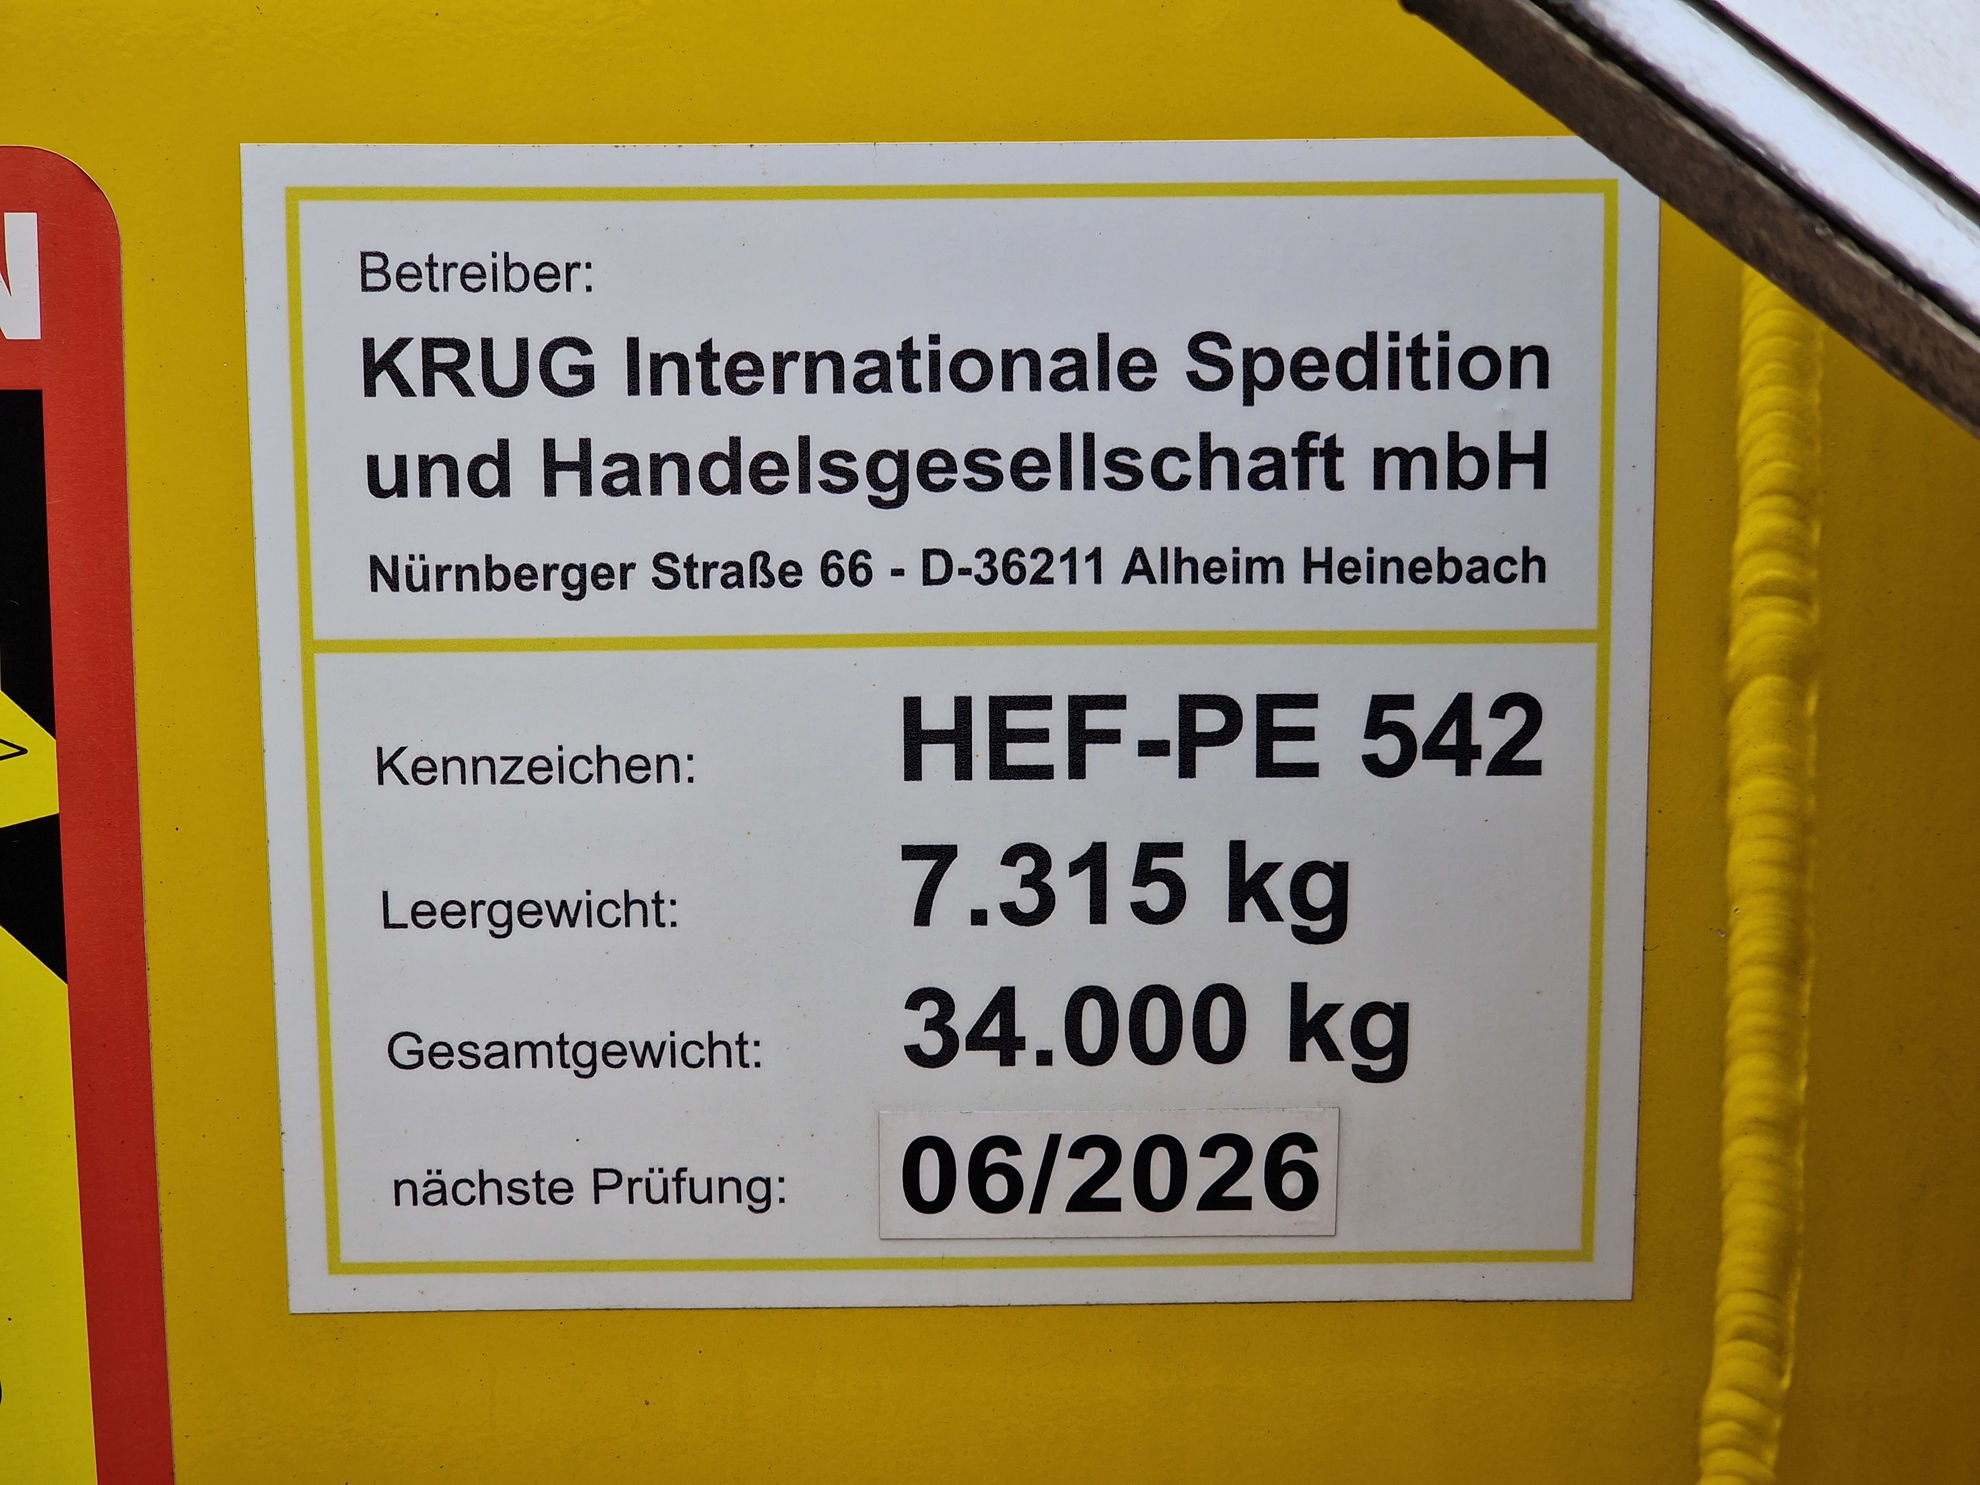 N
Betreiber:
KRUG Internationale Spedition
und Handelsgesellschaft mbH
Nürnberger Straße 66 - D-36211 Alheim Heinebach
Kennzeichen: HEF-PE 542
Leergewicht: 7.315 kg
Gesamtgewicht: 34.000 kg
nächste Prüfung: 06/2026